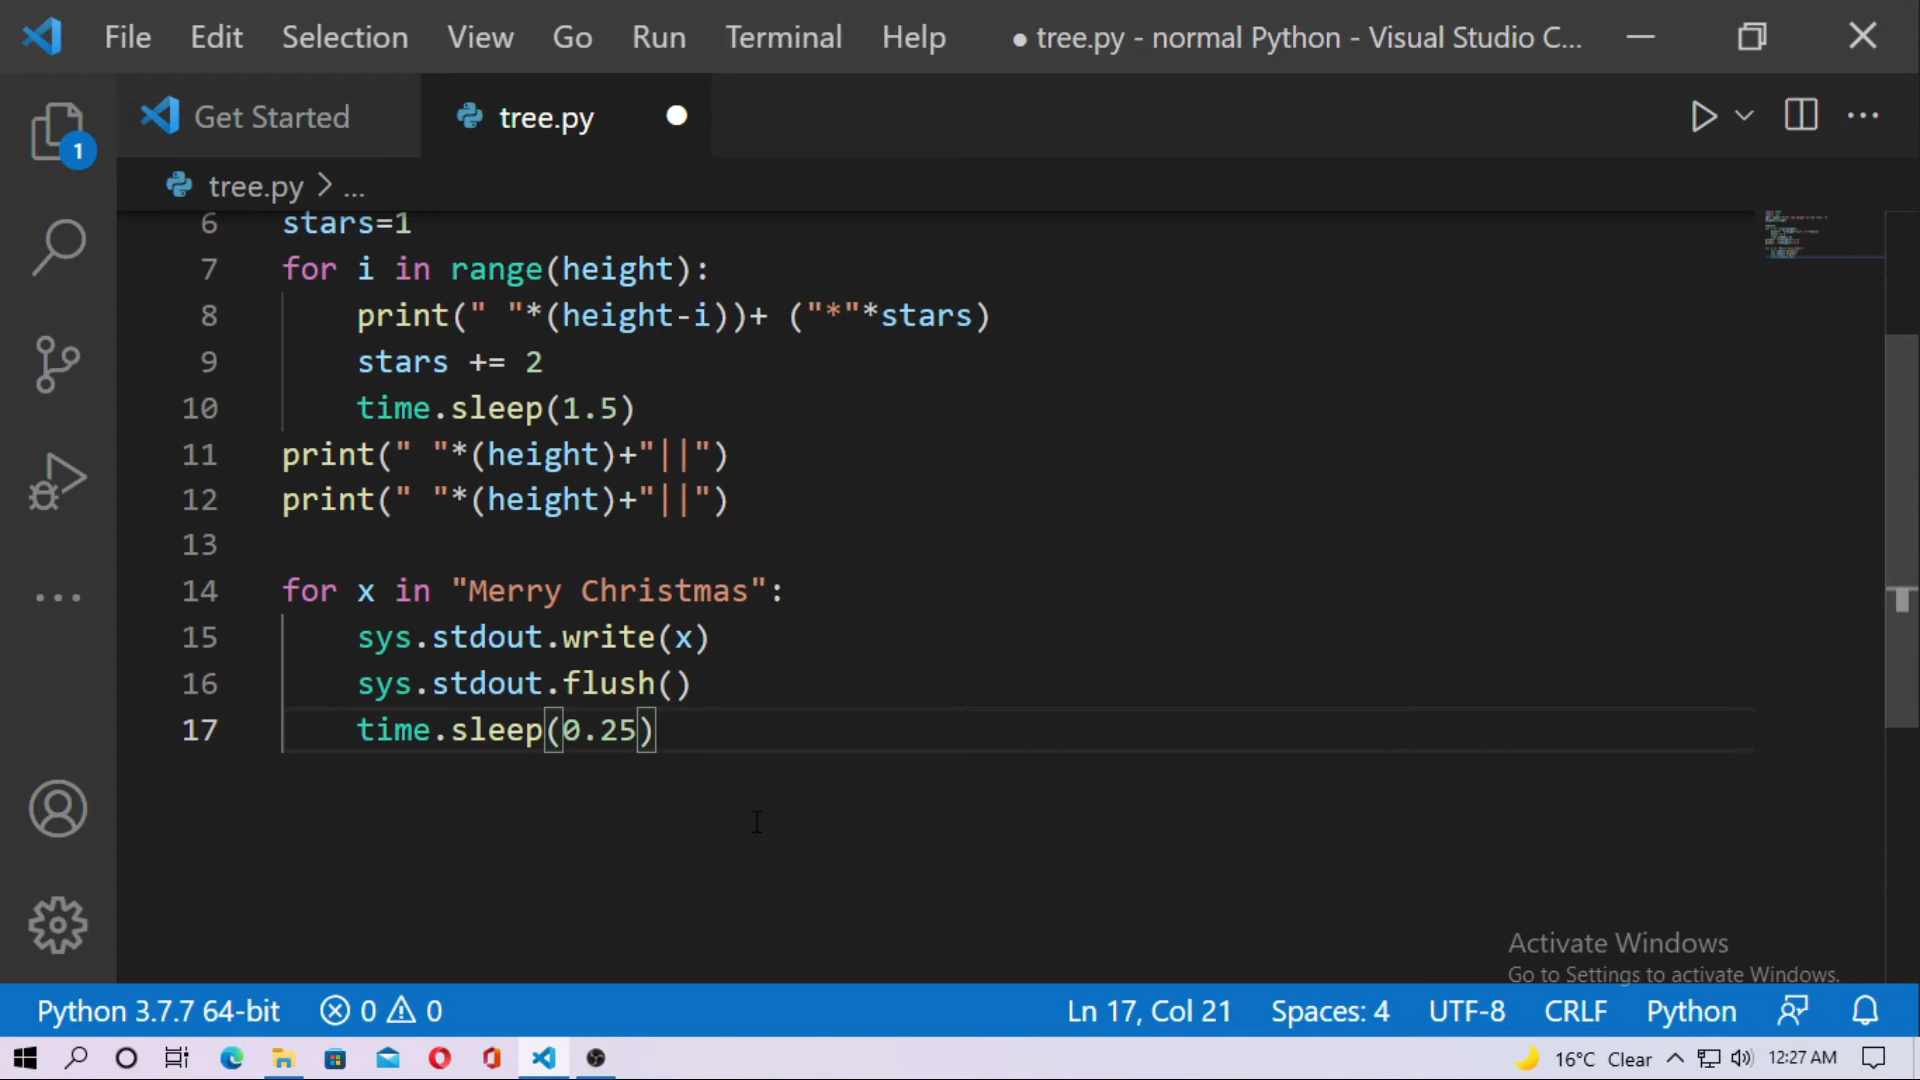 File Edit Selection View Go Run Terminal Help ● tree.py - normal Python - Visual Studio C...
Get Started tree.py
1
tree.py > ...
6 stars=1
7 for i in range(height):
8     print(" "*(height-i))+ ("*"*stars)
9     stars += 2
10     time.sleep(1.5)
11 print(" "*(height)+"||")
12 print(" "*(height)+"||")
13
14 for x in "Merry Christmas":
15     sys.stdout.write(x)
16     sys.stdout.flush()
17     time.sleep(0.25)
Activate Windows
Go to Settings to activate Windows.
Python 3.7.7 64-bit 0 0 Ln 17, Col 21 Spaces: 4 UTF-8 CRLF Python
16°C Clear 12:27 AM